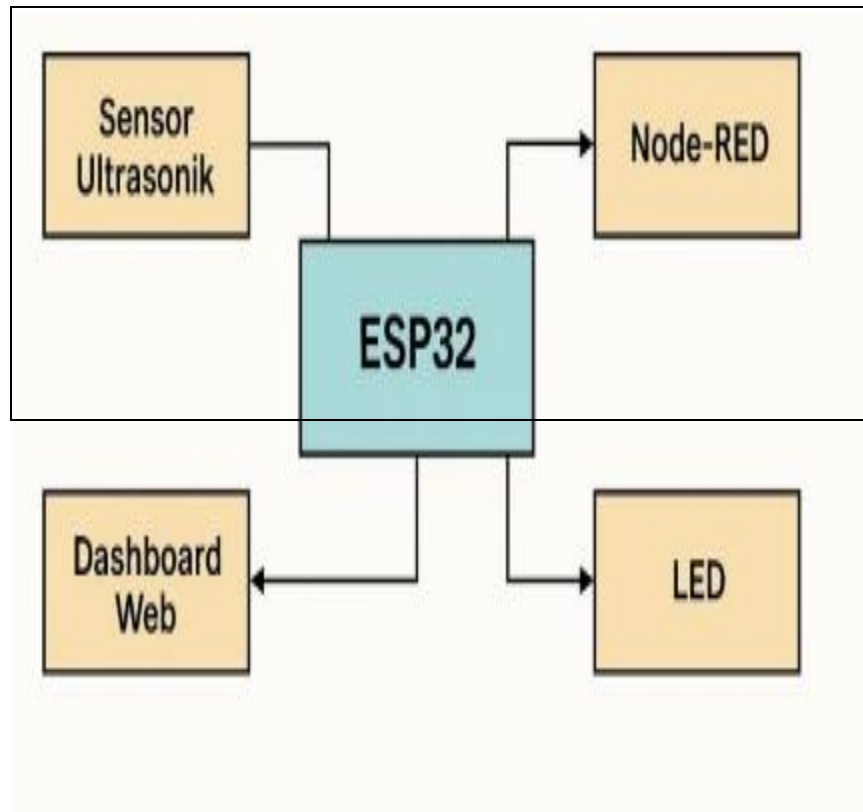 Sensor
Ultrasonik
Node-RED
ESP32
Dashboard
Web
LED